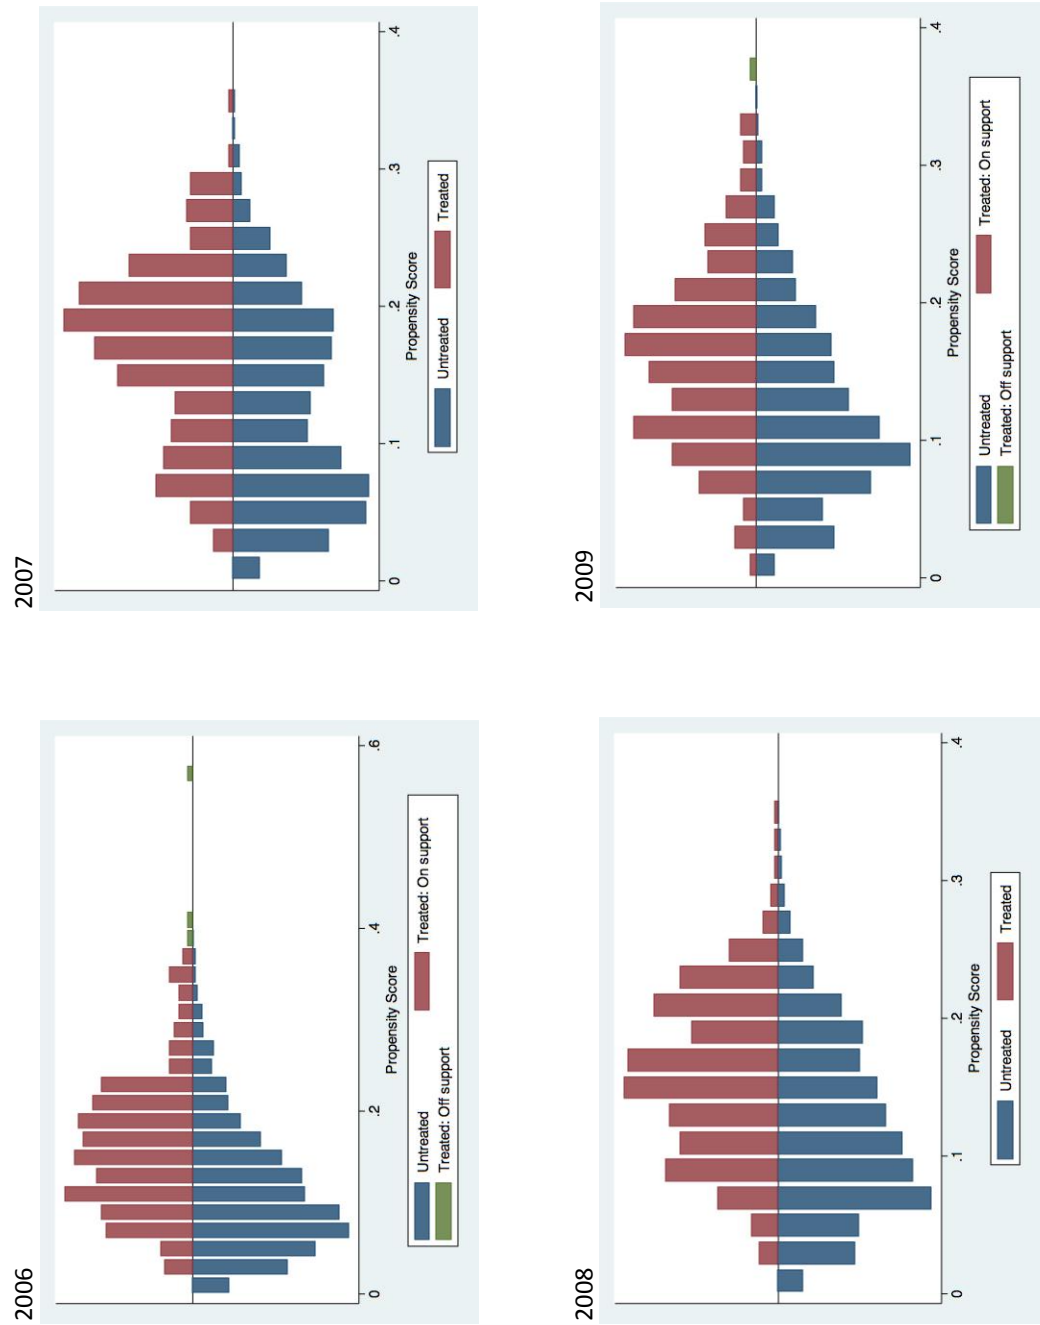 2006
0
.2
.4
.6
Propensity Score
Untreated
Treated: On support
Treated: Off support
2007
0
.1
.2
.3
.4
Propensity Score
Untreated
Treated
2008
0
.1
.2
.3
.4
Propensity Score
Untreated
Treated
2009
0
.1
.2
.3
.4
Propensity Score
Untreated
Treated: On support
Treated: Off support